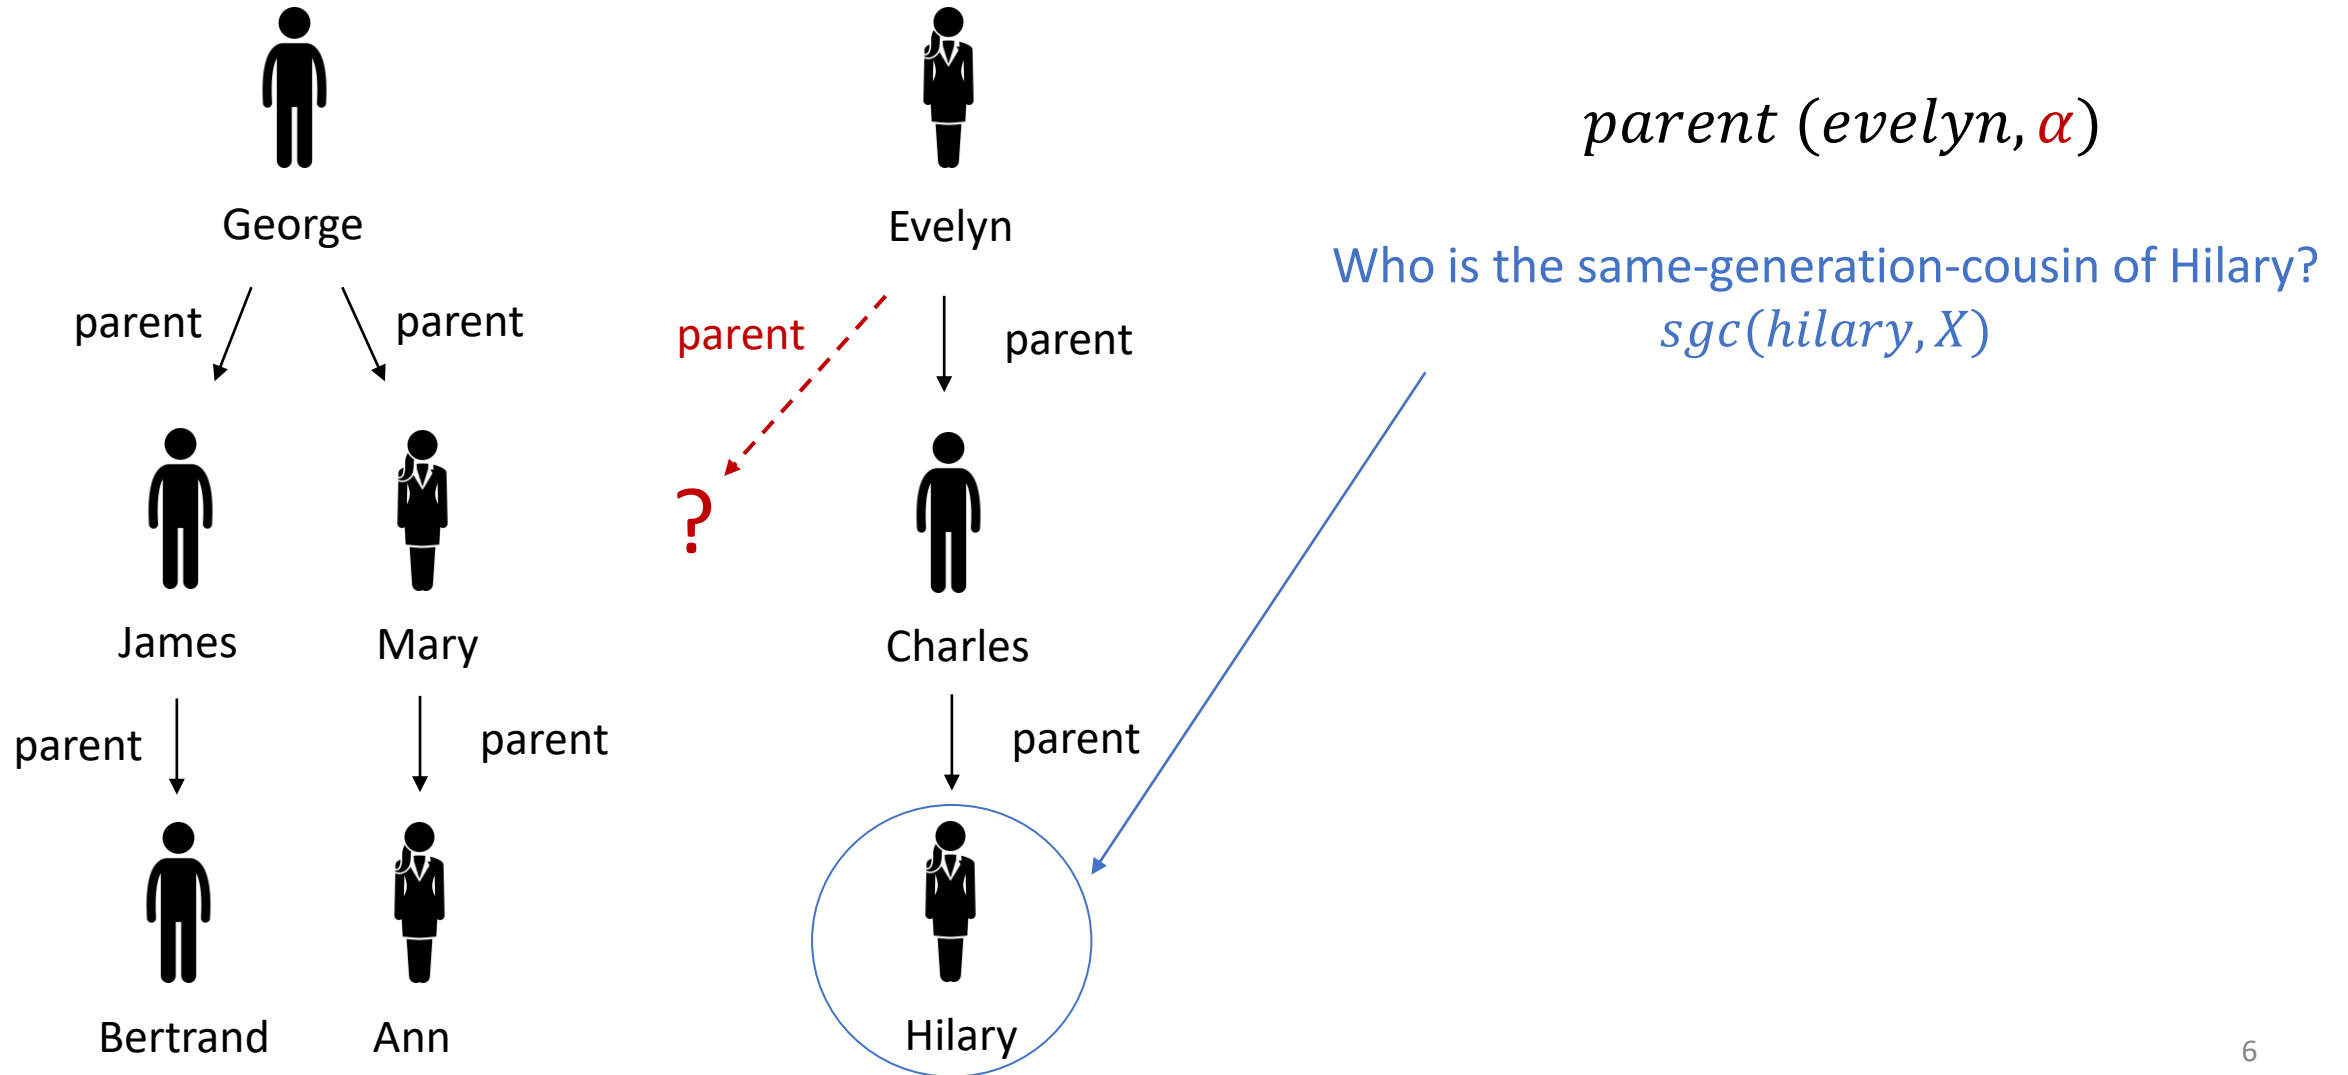 George
Evelyn
parent (evelyn, α)
Who is the same-generation-cousin of Hilary?
sgc(hilary, X)
parent
parent
parent
parent
?
James
Mary
Charles
parent
parent
parent
Bertrand
Ann
Hilary
6